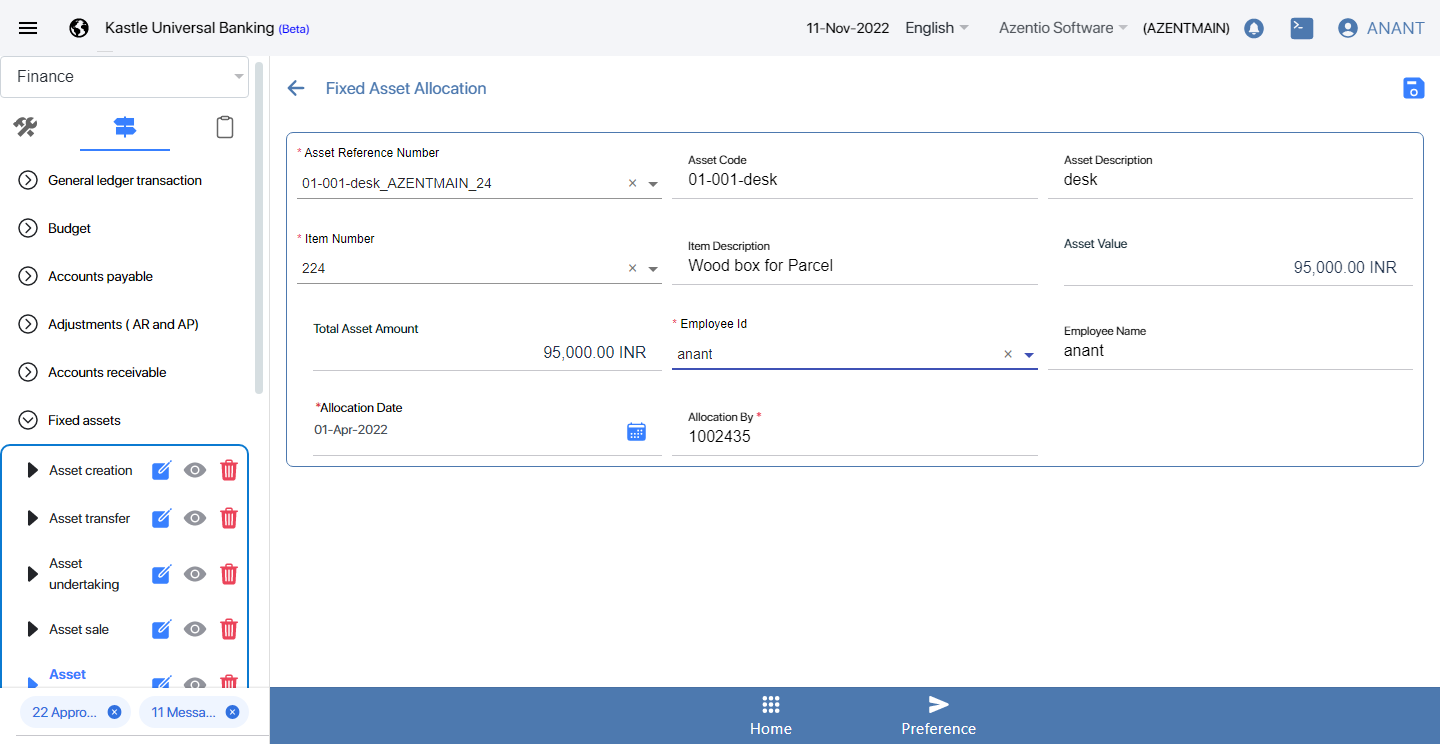 Kastle Universal Banking (Beta)
11-Nov-2022
English
Azentio Software
(AZENTMAIN)
ANANT
Finance
General ledger transaction
Budget
Accounts payable
Adjustments ( AR and AP)
Accounts receivable
Fixed assets
Asset creation
Asset transfer
Asset
undertaking
Asset sale
Asset
22 Appro...
11 Messa...
Fixed Asset Allocation
* Asset Reference Number
01-001-desk_AZENTMAIN_24
Asset Code
01-001-desk
Asset Description
desk
* Item Number
224
Item Description
Wood box for Parcel
Asset Value
95,000.00 INR
Total Asset Amount
95,000.00 INR
* Employee Id
anant
Employee Name
anant
*Allocation Date
01-Apr-2022
Allocation By *
1002435
Home
Preference